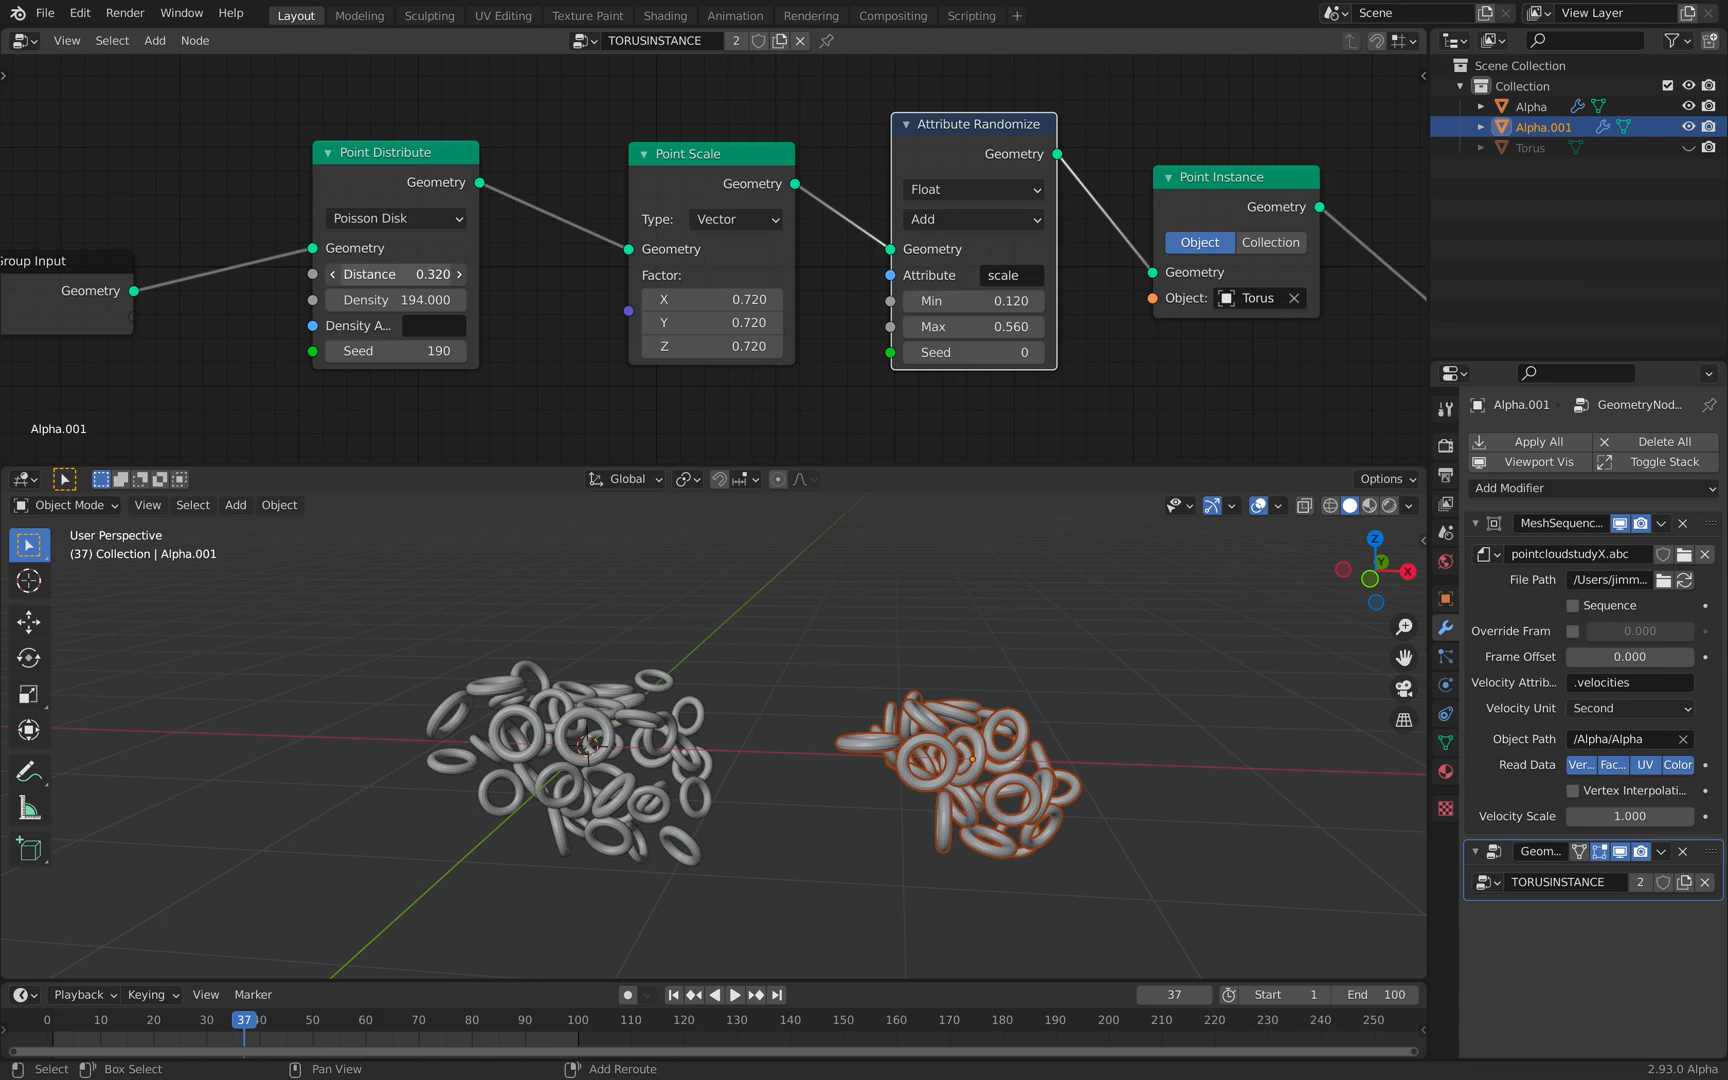 File Edit Render Window Help Layout Modeling Sculpting UV Editing Texture Paint Shading Animation Rendering Compositing Scripting + Scene View Layer
View Select Add Node TORUSINSTANCE 2
Scene Collection
Collection
Alpha
Alpha.001
Torus
Group Input
Geometry
Point Distribute
Geometry
Poisson Disk
Geometry
Distance 0.320
Density 194.000
Density A...
Seed 190
Point Scale
Geometry
Type: Vector
Geometry
Factor:
X 0.720
Y 0.720
Z 0.720
Attribute Randomize
Geometry
Float
Add
Geometry
Attribute scale
Min 0.120
Max 0.560
Seed 0
Point Instance
Geometry
Object Collection
Geometry
Object: Torus
Alpha.001
Global Options
Object Mode View Select Add Object
User Perspective
(37) Collection | Alpha.001
Z
Y
X
Alpha.001 GeometryNod...
Apply All Delete All
Viewport Vis Toggle Stack
Add Modifier
MeshSequenc...
pointcloudstudyX.abc
File Path /Users/jimm...
Sequence
Override Fram 0.000
Frame Offset 0.000
Velocity Attrib... .velocities
Velocity Unit Second
Object Path /Alpha/Alpha
Read Data Ver... Fac... UV Color
Vertex Interpolati...
Velocity Scale 1.000
Geom...
TORUSINSTANCE 2
Playback Keying View Marker 37 Start 1 End 100
0 10 20 30 37 40 50 60 70 80 90 100 110 120 130 140 150 160 170 180 190 200 210 220 230 240 250
Select Box Select Pan View Add Reroute 2.93.0 Alpha